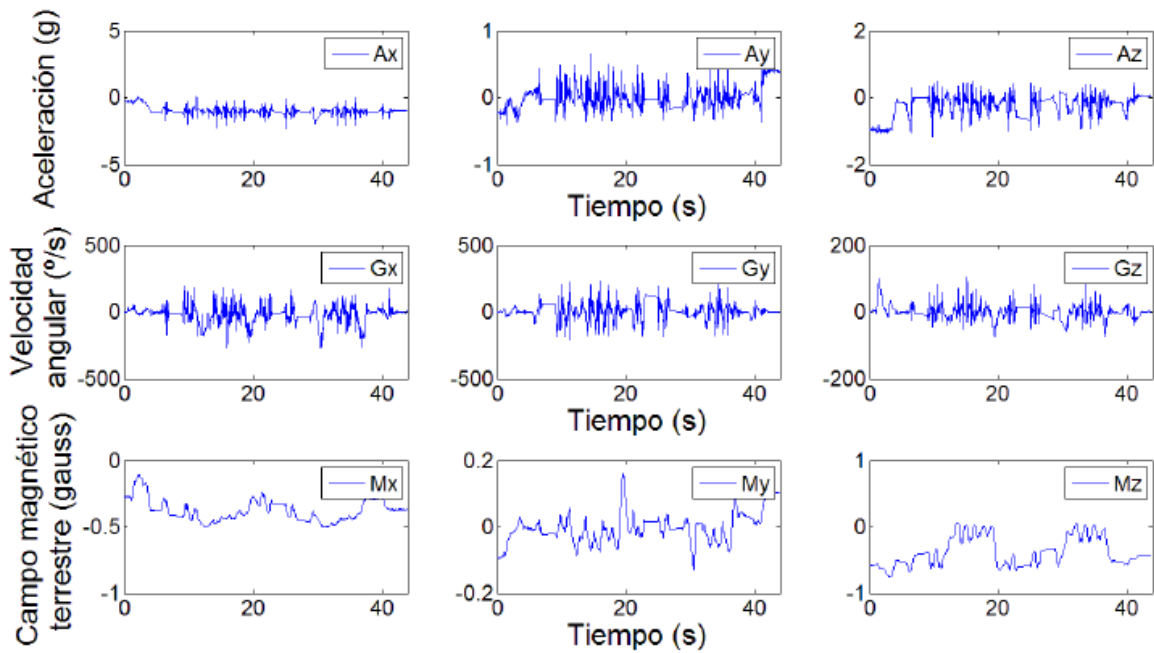 Aceleración (g)
5
0
-5
Ax
0 20 40
1
0
-1
Ay
0 20 40
2
0
-2
Az
0 20 40
Tiempo (s)
Velocidad
angular (º/s)
500
0
-500
Gx
0 20 40
500
0
-500
Gy
0 20 40
200
0
-200
Gz
0 20 40
Tiempo (s)
Campo magnético
terrestre (gauss)
0
-0.5
-1
Mx
0 20 40
0.2
0
-0.2
My
0 20 40
1
0
-1
Mz
0 20 40
Tiempo (s)